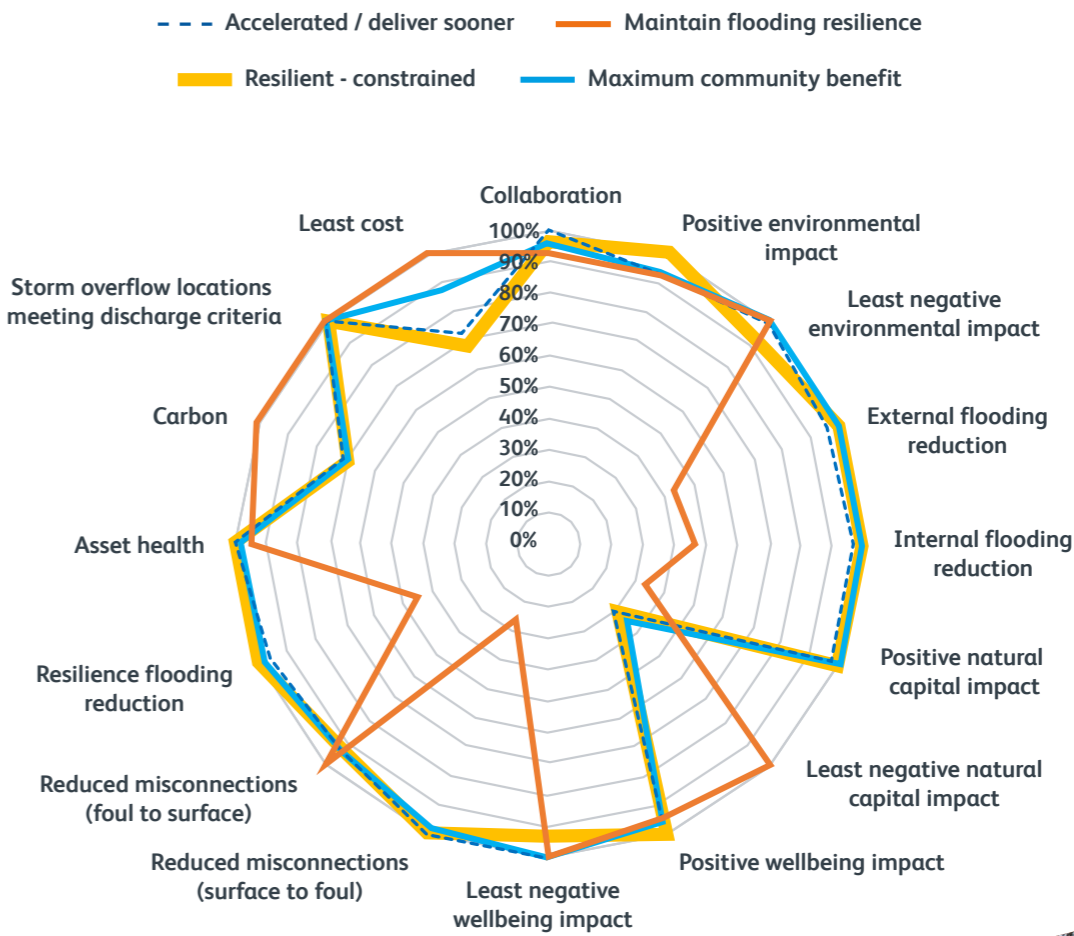 Accelerated / deliver sooner
Maintain flooding resilience
Resilient - constrained
Maximum community benefit
Collaboration
Positive environmental
impact
Least negative
environmental impact
External flooding
reduction
Internal flooding
reduction
Positive natural
capital impact
Least negative natural
capital impact
Positive wellbeing impact
Least negative
wellbeing impact
Reduced misconnections
(surface to foul)
Reduced misconnections
(foul to surface)
Resilience flooding
reduction
Asset health
Carbon
Storm overflow locations
meeting discharge criteria
Least cost
100%
90%
80%
70%
60%
50%
40%
30%
20%
10%
0%